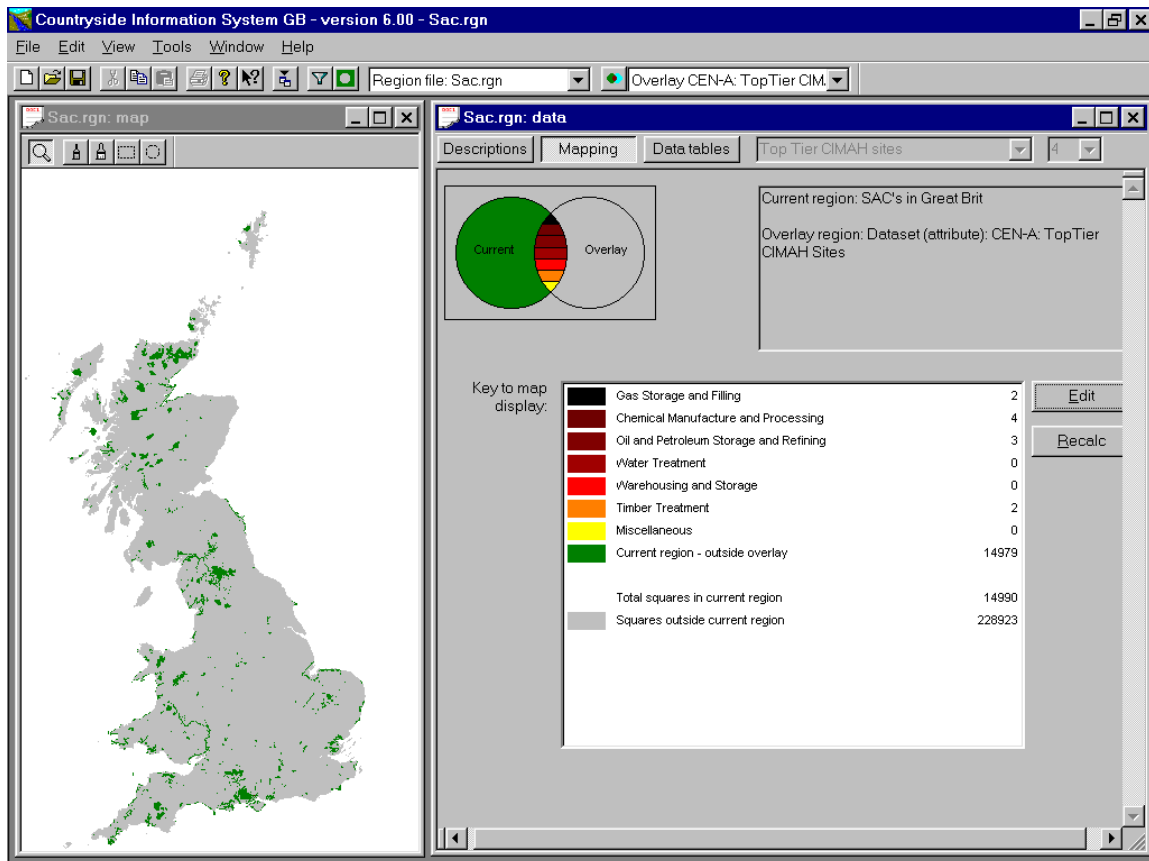 Countryside Information System GB - version 6.00 - Sac.rgn
File Edit View Tools Window Help
Region file: Sac.rgn Overlay CEN-A: TopTier CIM
Sac.rgn: map
Sac.rgn: data
Descriptions Mapping Data tables Top Tier CIMAH sites 4
Current Overlay
Current region: SAC's in Great Brit
Overlay region: Dataset (attribute): CEN-A: TopTier
CIMAH Sites
Key to map
display:
Gas Storage and Filling 2
Chemical Manufacture and Processing 4
Oil and Petroleum Storage and Refining 3
Water Treatment 0
Warehousing and Storage 0
Timber Treatment 2
Miscellaneous 0
Current region - outside overlay 14979
Total squares in current region 14990
Squares outside current region 228923
Edit
Recalc